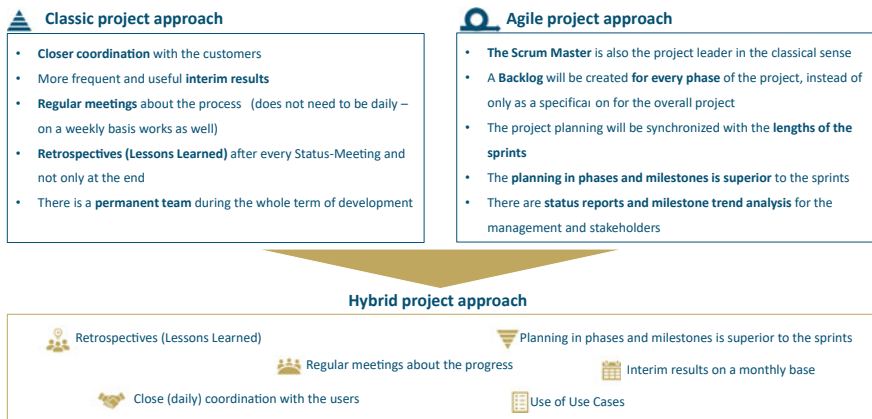 Classic project approach
• Closer coordination with the customers
• More frequent and useful interim results
• Regular meetings about the process (does not need to be daily –
on a weekly basis works as well)
• Retrospectives (Lessons Learned) after every Status-Meeting and
not only at the end
• There is a permanent team during the whole term of development
Agile project approach
• The Scrum Master is also the project leader in the classical sense
• A Backlog will be created for every phase of the project, instead of
only as a specificaı on for the overall project
• The project planning will be synchronized with the lengths of the
sprints
• The planning in phases and milestones is superior to the sprints
• There are status reports and milestone trend analysis for the
management and stakeholders
Hybrid project approach
Retrospectives (Lessons Learned)
Planning in phases and milestones is superior to the sprints
Regular meetings about the progress
Interim results on a monthly base
Close (daily) coordination with the users
Use of Use Cases